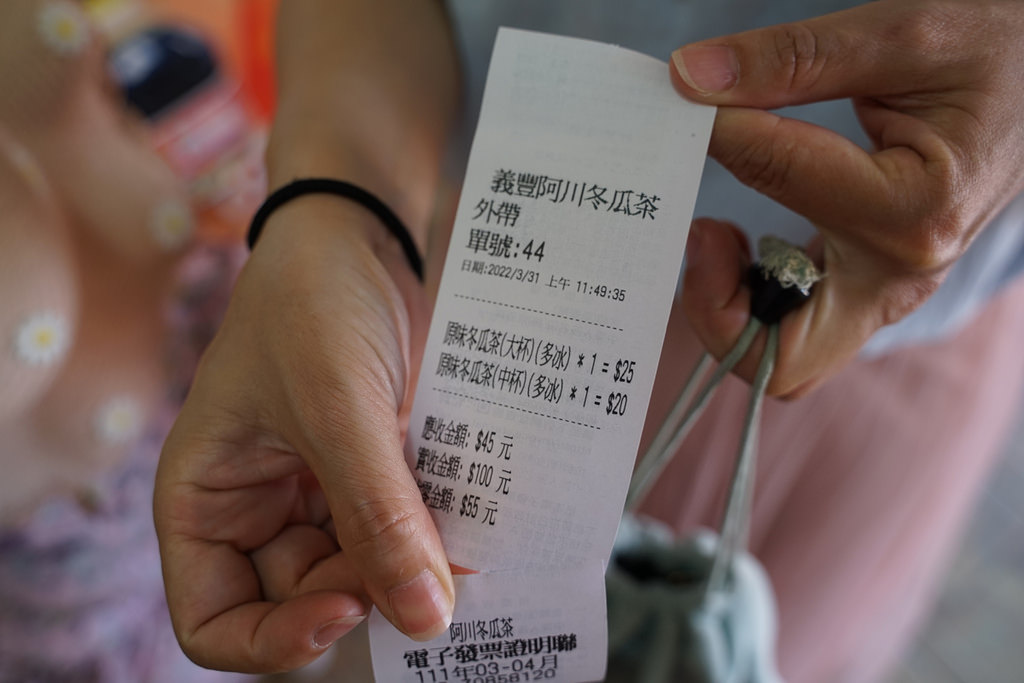 義豐阿川冬瓜茶
外帶
單號:44
日期:2022/3/31 上午 11:49:35
原味冬瓜茶(大杯)(多冰) * 1 = $25
原味冬瓜茶(中杯)(多冰) * 1 = $20
應收金額: $45 元
實收金額: $100 元
零金額: $55 元
阿川冬瓜茶
電子發票證明聯
111年03-04月
70858120